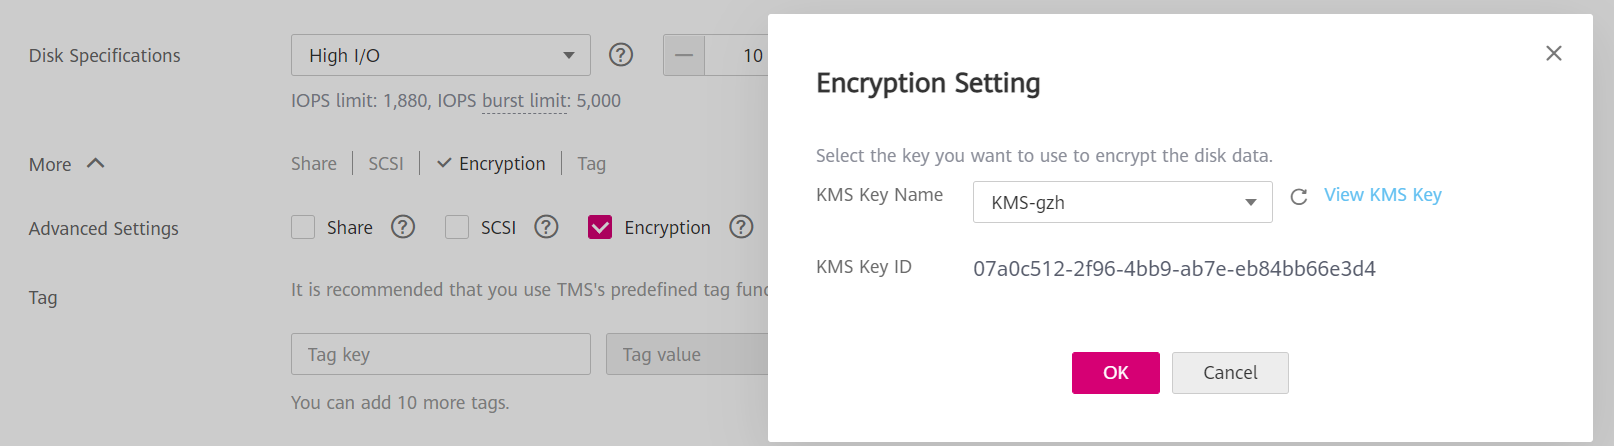 Disk Specifications
High I/O
10
IOPS limit: 1,880, IOPS burst limit: 5,000
More
Share
SCSI
Encryption
Tag
Advanced Settings
Share
SCSI
Encryption
Tag
It is recommended that you use TMS's predefined tag
Tag key
Tag value
You can add 10 more tags.
Encryption Setting
Select the key you want to use to encrypt the disk data.
KMS Key Name
KMS-gzh
View KMS Key
KMS Key ID
07a0c512-2f96-4bb9-ab7e-eb84bb66e3d4
OK
Cancel